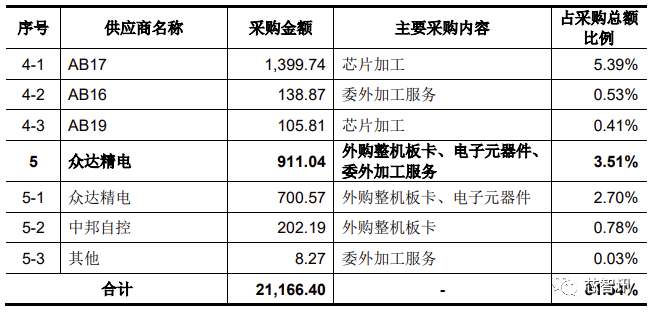 序号 供应商名称 采购金额 主要采购内容 占采购总额
比例
4-1 AB17 1,399.74 芯片加工 5.39%
4-2 AB16 138.87 委外加工服务 0.53%
4-3 AB19 105.81 芯片加工 0.41%
5 众达精电 911.04 外购整机板卡、电子元器件、
委外加工服务 3.51%
5-1 众达精电 700.57 外购整机板卡、电子元器件 2.70%
5-2 中邦自控 202.19 外购整机板卡 0.78%
5-3 其他 8.27 委外加工服务 0.03%
合计 21,166.40 -
芯智讯